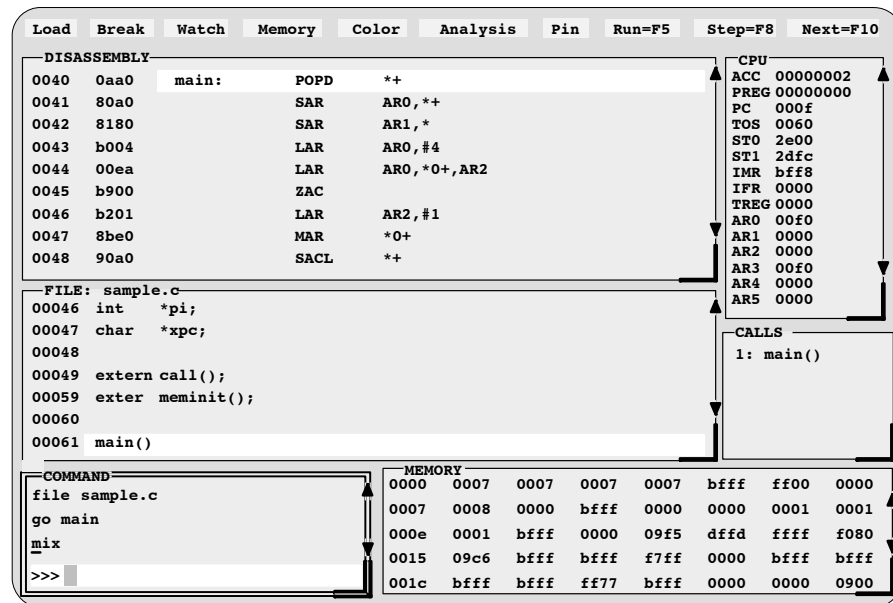 Load Break Watch Memory Color Analysis Pin Run=F5 Step=F8 Next=F10
DISASSEMBLY
0040 0aa0 main: POPD *+
0041 80a0 SAR AR0,*+
0042 8180 SAR AR1,*
0043 b004 LAR AR0,#4
0044 00ea LAR AR0,*0+,AR2
0045 b900 ZAC
0046 b201 LAR AR2,#1
0047 8be0 MAR *0+
0048 90a0 SACL *+
CPU
ACC 00000002
PREG 00000000
PC 000f
TOS 0060
ST0 2e00
ST1 2dfc
IMR bff8
IFR 0000
TREG 0000
AR0 00f0
AR1 0000
AR2 0000
AR3 00f0
AR4 0000
AR5 0000
FILE: sample.c
00046 int *pi;
00047 char *xpc;
00048
00049 extern call();
00059 exter meminit();
00060
00061 main()
CALLS
1: main()
COMMAND
file sample.c
go main
mix
>>>
MEMORY
0000 0007 0007 0007 0007 bfff ff00 0000
0007 0008 0000 bfff 0000 0000 0001 0001
000e 0001 bfff 0000 09f5 dffd ffff f080
0015 09c6 bfff bfff f7ff 0000 bfff bfff
001c bfff bfff ff77 bfff 0000 0000 0900